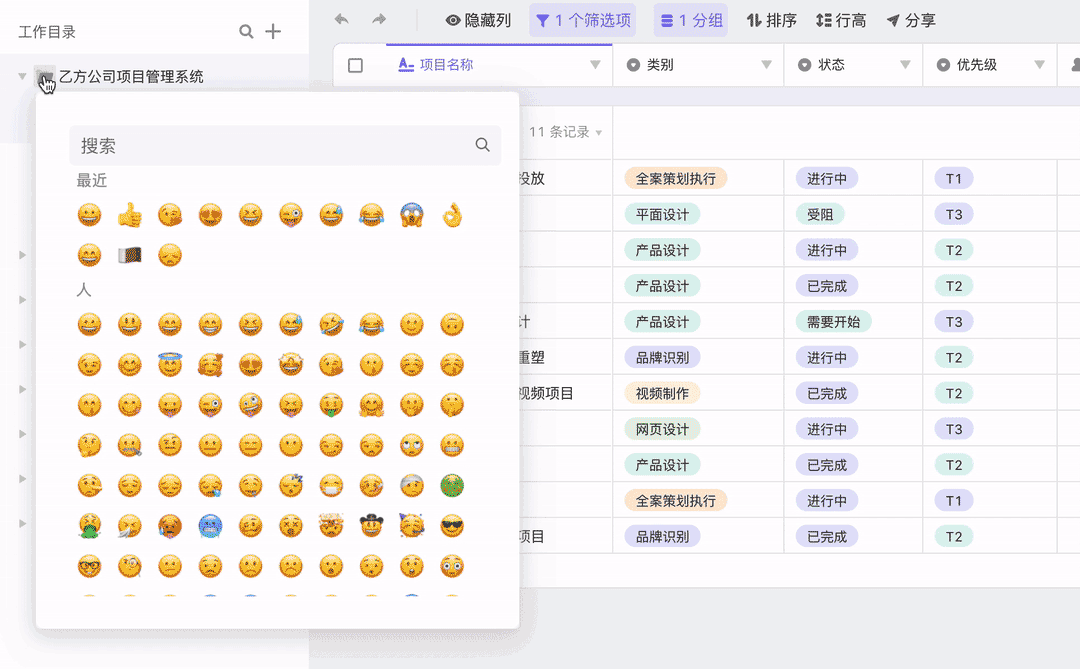 工作目录
隐藏列 1 个筛选项 1 分组 排序 行高 分享
乙方公司项目管理系统
项目名称 类别 状态 优先级
搜索
11 条记录
最近
投放 全案策划执行 进行中 T1
平面设计 受阻 T3
产品设计 进行中 T2
人
产品设计 已完成 T2
计 产品设计 需要开始 T3
重塑 品牌识别 进行中 T2
视频项目 视频制作 已完成 T2
网页设计 进行中 T3
产品设计 已完成 T2
全案策划执行 进行中 T1
项目 品牌识别 已完成 T2